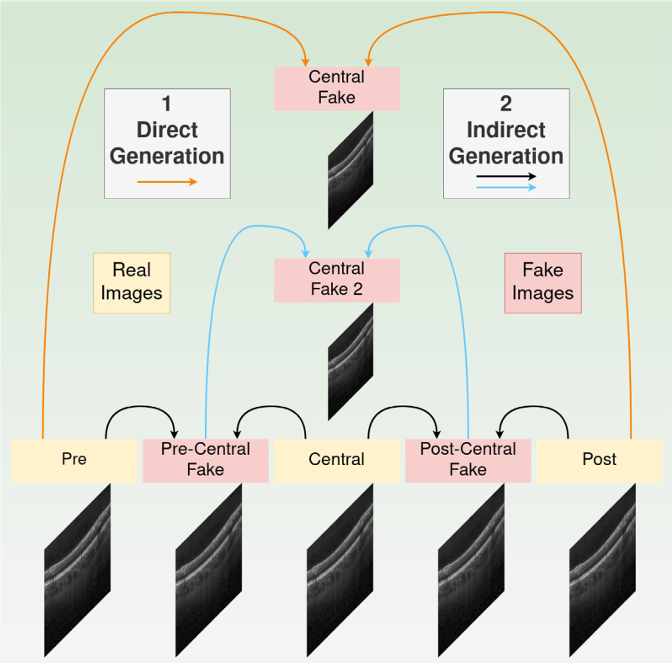 Central
Fake
1
Direct
Generation
2
Indirect
Generation
Real
Images
Central
Fake 2
Fake
Images
Pre
Pre-Central
Fake
Central
Post-Central
Fake
Post